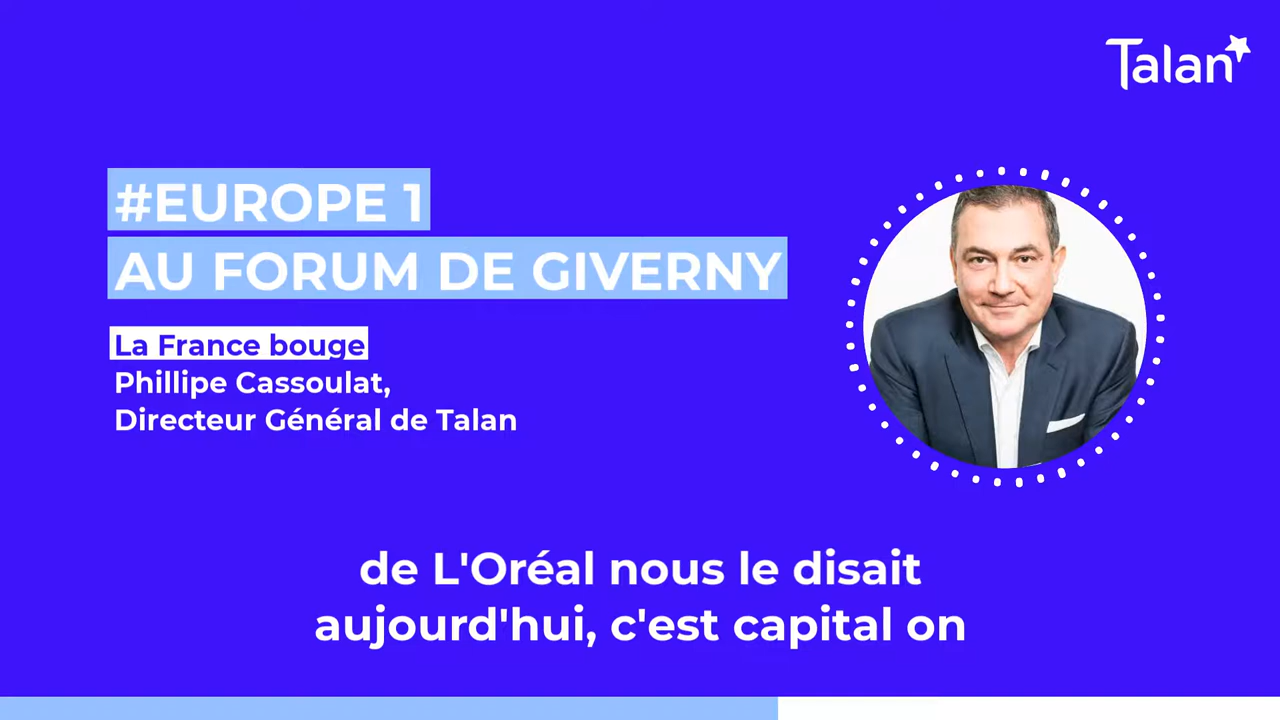 Talan
#EUROPE 1
AU FORUM DE GIVERNY
La France bouge
Phillipe Cassoulat,
Directeur Général de Talan
de L'Oréal nous le disait
aujourd'hui, c'est capital on